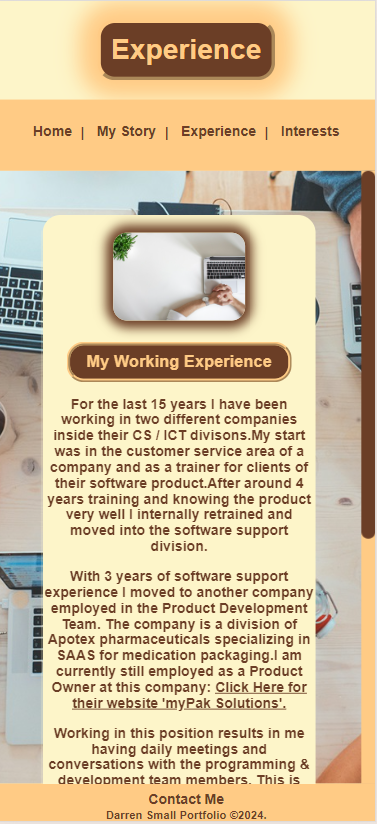 Experience
Home | My Story | Experience | Interests
My Working Experience
For the last 15 years I have been
working in two different companies
inside their CS / ICT divisons.My start
was in the customer service area of a
company and as a trainer for clients of
their software product.After around 4
years training and knowing the product
very well I internally retrained and
moved into the software support
division.
With 3 years of software support
experience I moved to another company
employed in the Product Development
Team. The company is a division of
Apotex pharmaceuticals specializing in
SAAS for medication packaging.I am
currently still employed as a Product
Owner at this company: Click Here for
their website 'myPak Solutions'.
Working in this position results in me
having daily meetings and
conversations with the programming &
development team members. This is
Contact Me
Darren Small Portfolio ©2024.